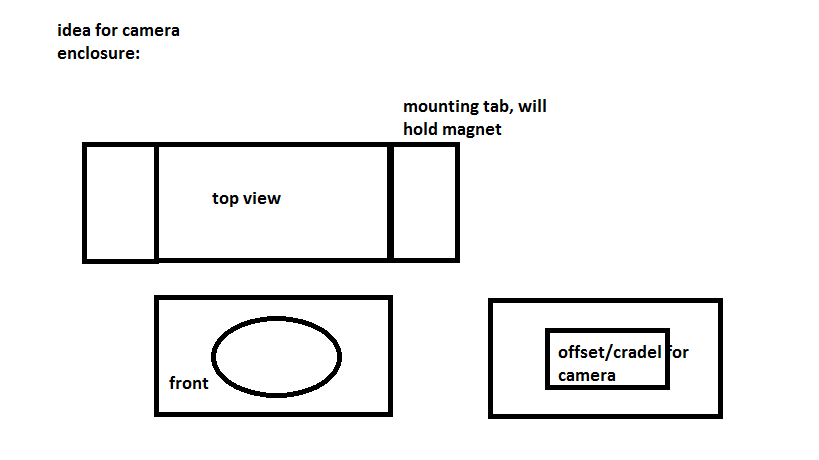 idea for camera
enclosure:
mounting tab, will
hold magnet
top view
front
offset/cradel for
camera